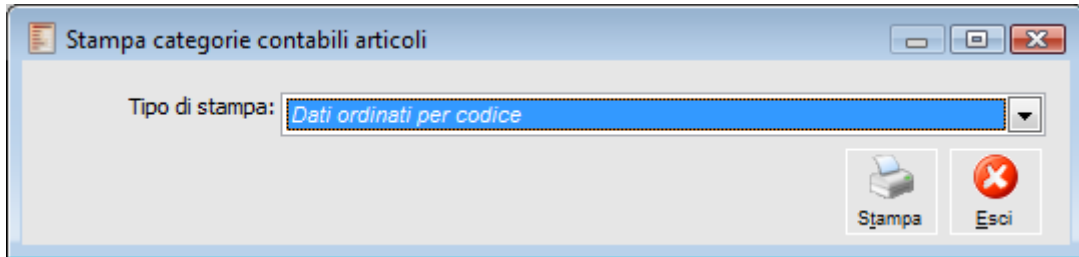 Stampa categorie contabili articoli
Tipo di stampa: Dati ordinati per codice
Stampa Esci